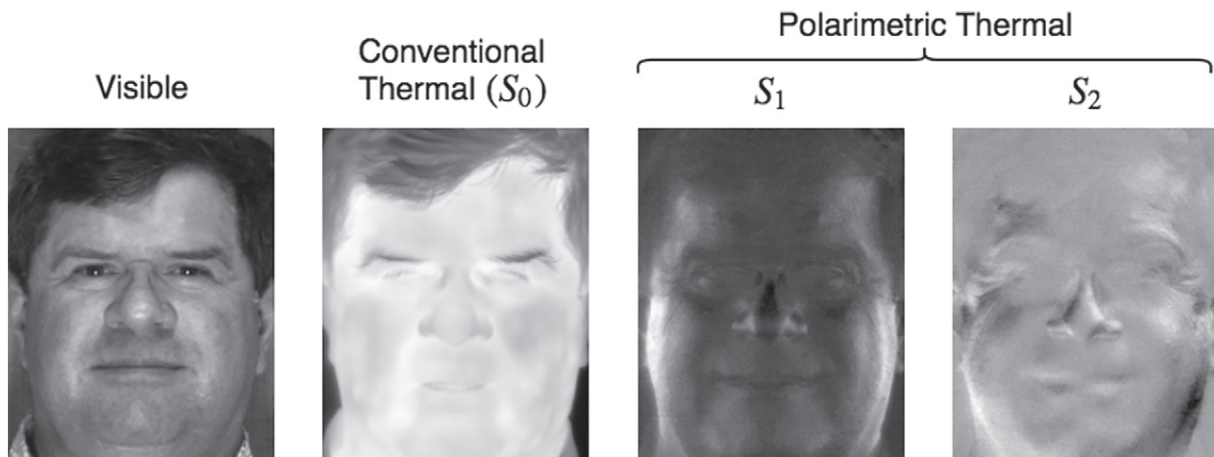 Polarimetric Thermal
Conventional
Visible
Thermal (S₀)
S₁
S₂